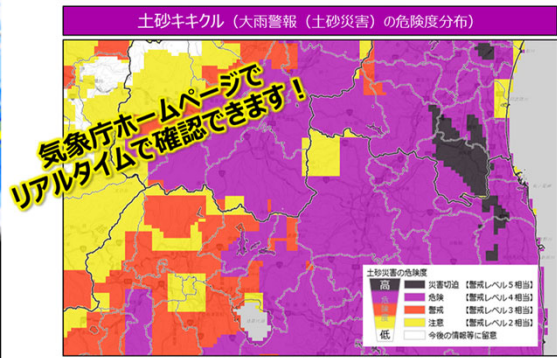 土砂キキクル（大雨警報（土砂災害）の危険度分布）
気象庁ホームページで
リアルタイムで確認できます！
土砂災害の危険度
高
危険度
低
災害切迫 【警戒レベル５相当】
危険 【警戒レベル４相当】
警戒 【警戒レベル３相当】
注意 【警戒レベル２相当】
今後の情報等に留意